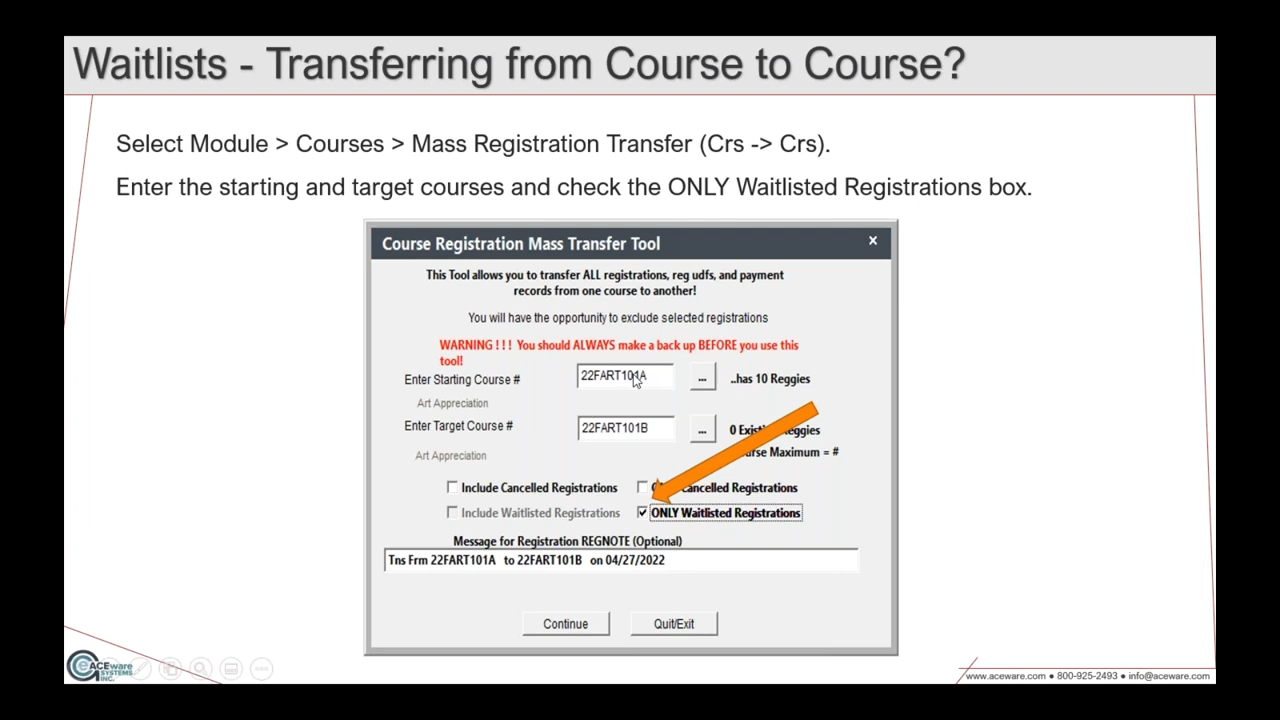 Waitlists - Transferring from Course to Course?
Select Module > Courses > Mass Registration Transfer (Crs -> Crs).
Enter the starting and target courses and check the ONLY Waitlisted Registrations box.
Course Registration Mass Transfer Tool
This Tool allows you to transfer ALL registrations, reg udfs, and payment
records from one course to another!
You will have the opportunity to exclude selected registrations
WARNING ! ! ! You should ALWAYS make a back up BEFORE you use this
tool!
Enter Starting Course # 22FART101A ... ..has 10 Reggies
Art Appreciation
Enter Target Course # 22FART101B ... 0
Art Appreciation Maximum = #
Include Cancelled Registrations Cancelled Registrations
Include Waitlisted Registrations ONLY Waitlisted Registrations
Message for Registration REGNOTE (Optional)
Tns Frm 22FART101A to 22FART101B on 04/27/2022
Continue Quit/Exit
ACEware
SYSTEMS
INC.
www.aceware.com ● 800-925-2493 ● info@aceware.com